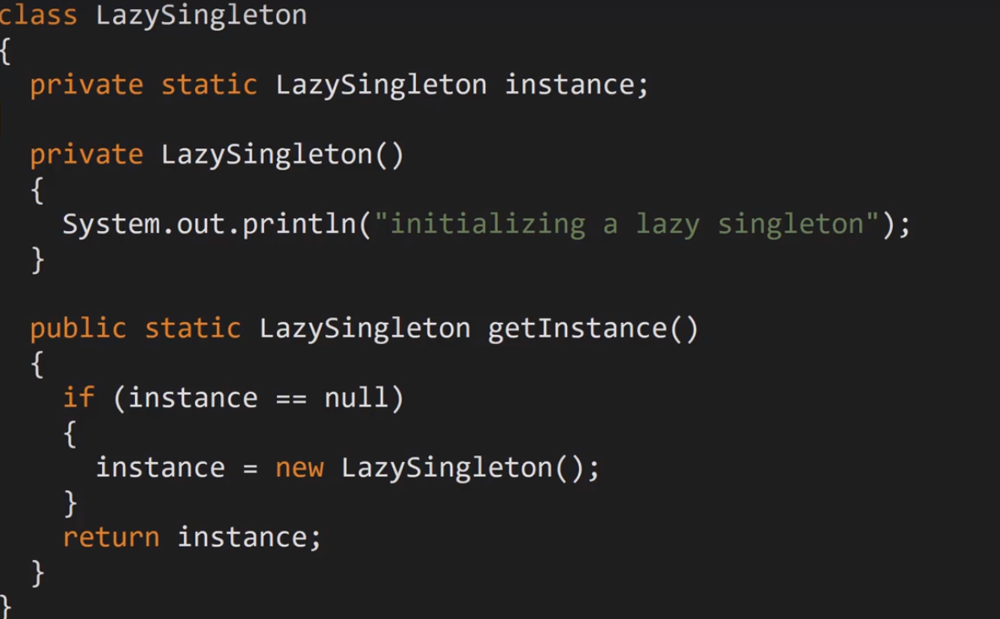 class LazySingleton
{
  private static LazySingleton instance;

  private LazySingleton()
  {
    System.out.println("initializing a lazy singleton");
  }

  public static LazySingleton getInstance()
  {
    if (instance == null)
    {
      instance = new LazySingleton();
    }
    return instance;
  }
}